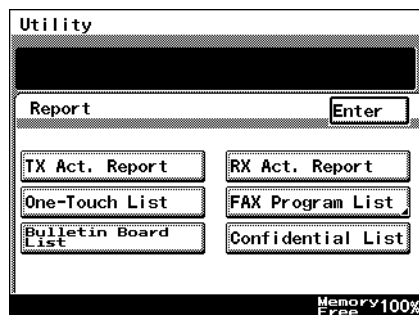 Utility
Report
Enter
TX Act. Report
RX Act. Report
One-Touch List
FAX Program List
Bulletin Board
List
Confidential List
Memory
Free 100%